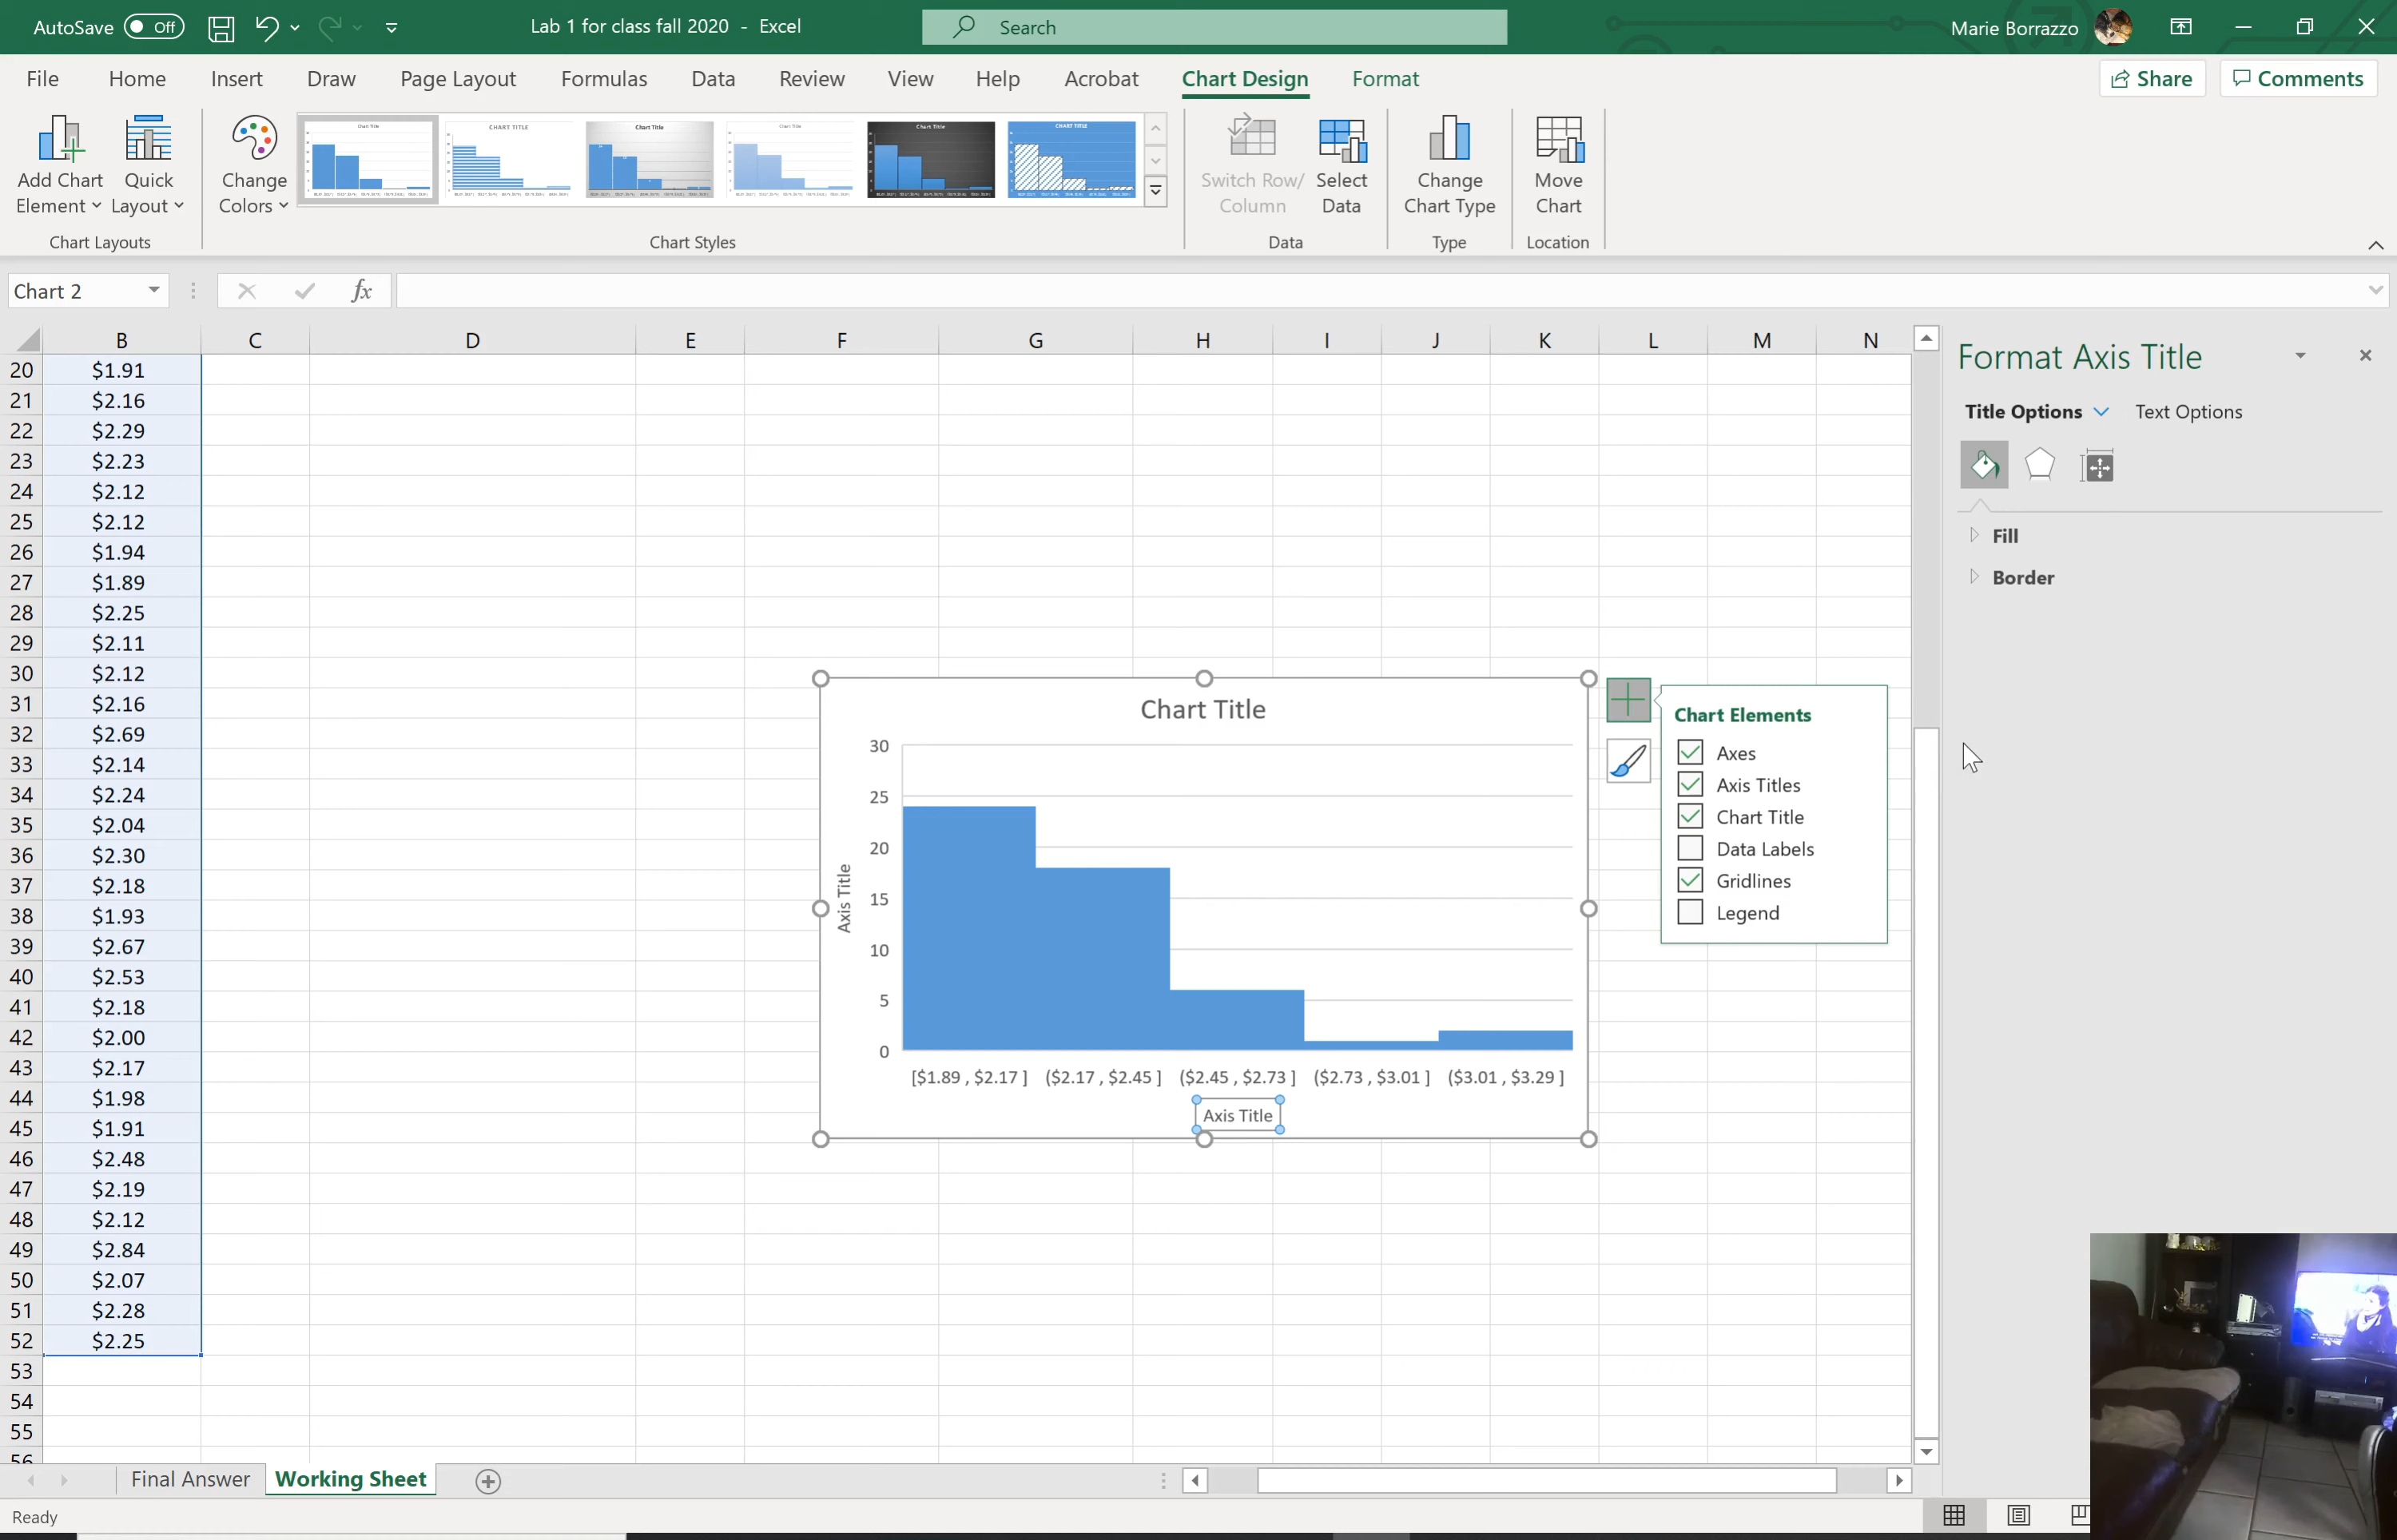 AutoSave Off Lab 1 for class fall 2020 - Excel Search Marie Borrazzo
File Home Insert Draw Page Layout Formulas Data Review View Help Acrobat Chart Design Format Share Comments
Add Chart Element Quick Layout Change Colors Switch Row/ Column Select Data Change Chart Type Move Chart
Chart Layouts Chart Styles Data Type Location
Chart 2 fx
B C D E F G H I J K L M N
20 $1.91
21 $2.16
22 $2.29
23 $2.23
24 $2.12
25 $2.12
26 $1.94
27 $1.89
28 $2.25
29 $2.11
30 $2.12
31 $2.16
32 $2.69
33 $2.14
34 $2.24
35 $2.04
36 $2.30
37 $2.18
38 $1.93
39 $2.67
40 $2.53
41 $2.18
42 $2.00
43 $2.17
44 $1.98
45 $1.91
46 $2.48
47 $2.19
48 $2.12
49 $2.84
50 $2.07
51 $2.28
52 $2.25
53
54
55
56
Chart Title
30
25
20
15
10
5
0
Axis Title
[$1.89 , $2.17 ] ($2.17 , $2.45 ] ($2.45 , $2.73 ] ($2.73 , $3.01 ] ($3.01 , $3.29 ]
Axis Title
Chart Elements
Axes
Axis Titles
Chart Title
Data Labels
Gridlines
Legend
Format Axis Title
Title Options Text Options
Fill
Border
Final Answer Working Sheet
Ready